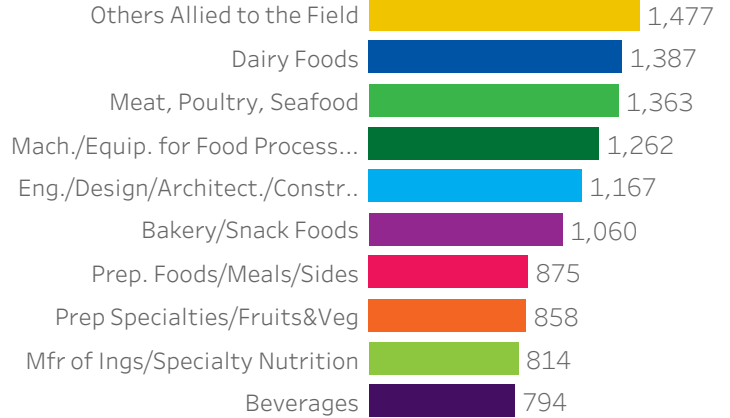 Others Allied to the Field 1,477
Dairy Foods 1,387
Meat, Poultry, Seafood 1,363
Mach./Equip. for Food Process... 1,262
Eng./Design/Architect./Constr.. 1,167
Bakery/Snack Foods 1,060
Prep. Foods/Meals/Sides 875
Prep Specialties/Fruits&Veg 858
Mfr of Ings/Specialty Nutrition 814
Beverages 794